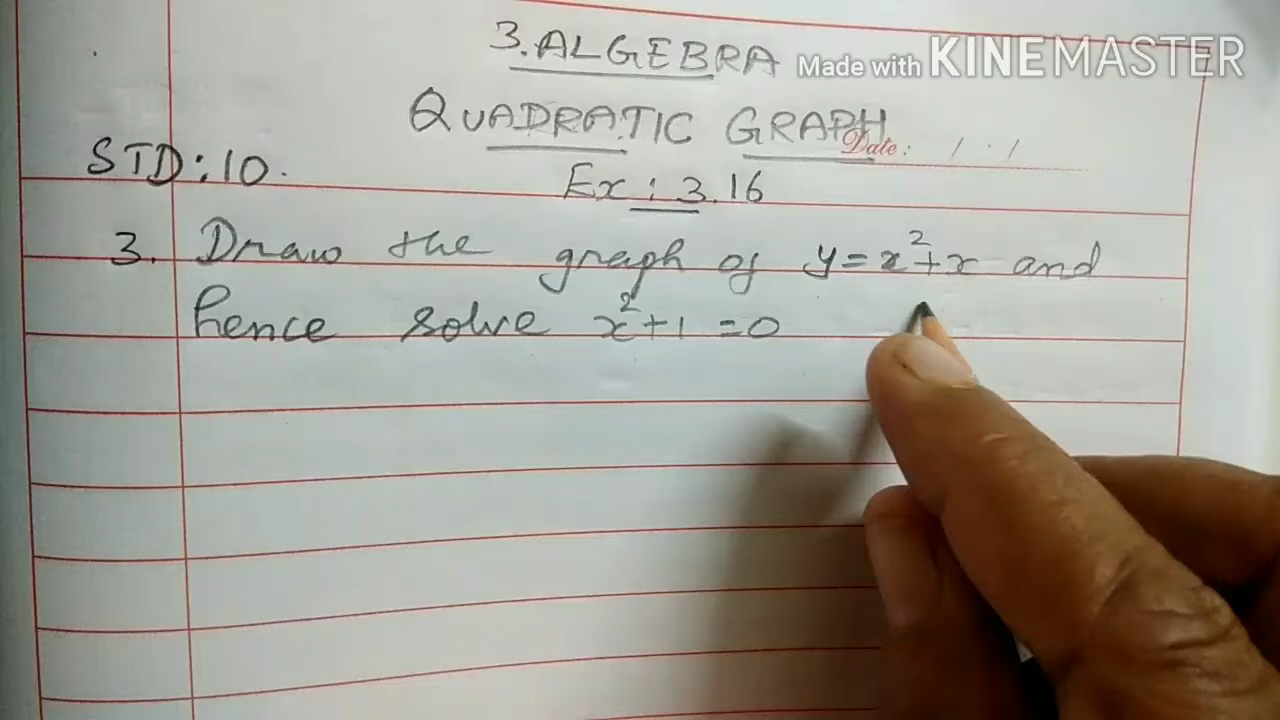 3. ALGEBRA
Made with KINEMASTER
QUADRATIC GRAPH
Date: / /
STD: 10.
Ex: 3.16
3. Draw the graph of y = x² + x and
hence solve x² + 1 = 0